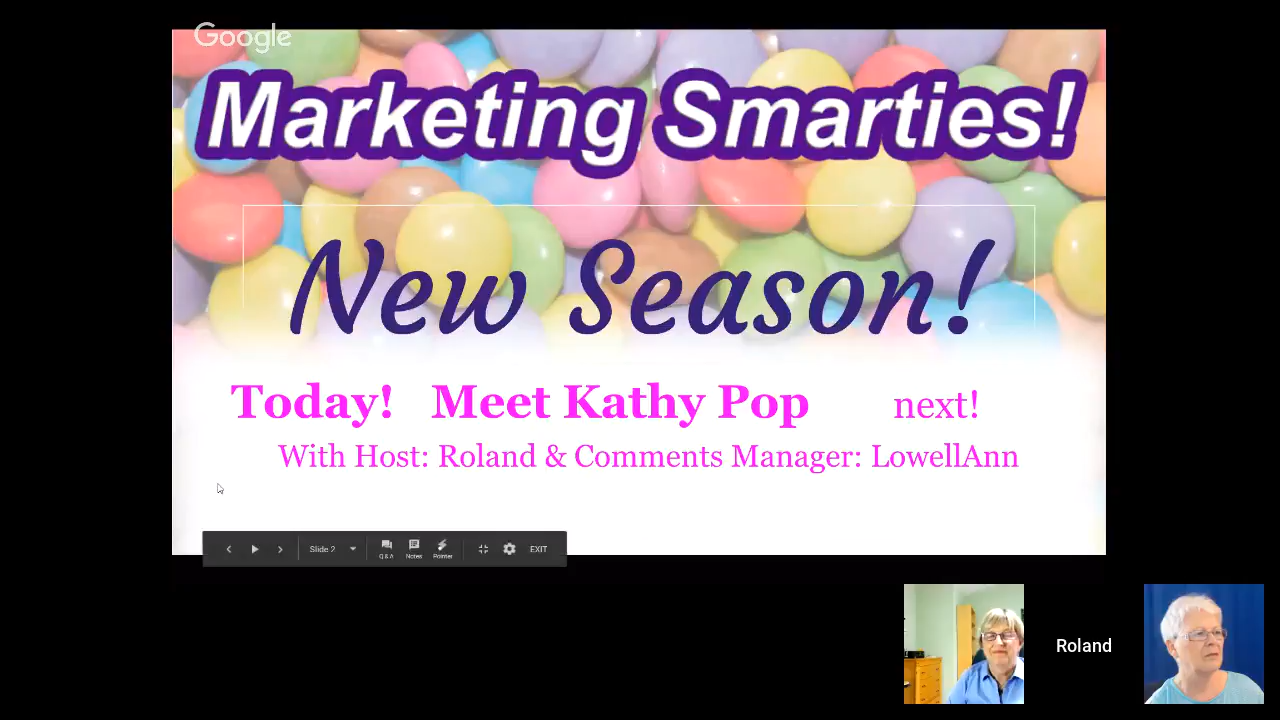 Google
Marketing Smarties!
New Season!
Today! Meet Kathy Pop next!
With Host: Roland & Comments Manager: LowellAnn
Slide 2 Q & A Notes Pointer EXIT
Roland